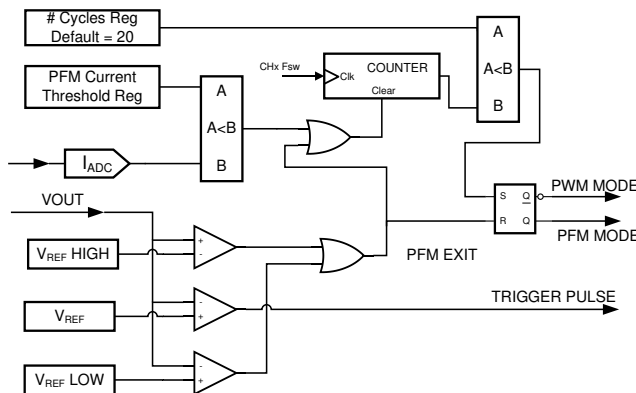 # Cycles Reg
Default = 20
PFM Current
Threshold Reg
A
A<B
B
IADC
CHx Fsw
Clk
COUNTER
Clear
A
A<B
B
S
Q
R
Q
PWM MODE
PFM MODE
VOUT
VREF HIGH
+
-
PFM EXIT
VREF
-
+
TRIGGER PULSE
VREF LOW
-
+